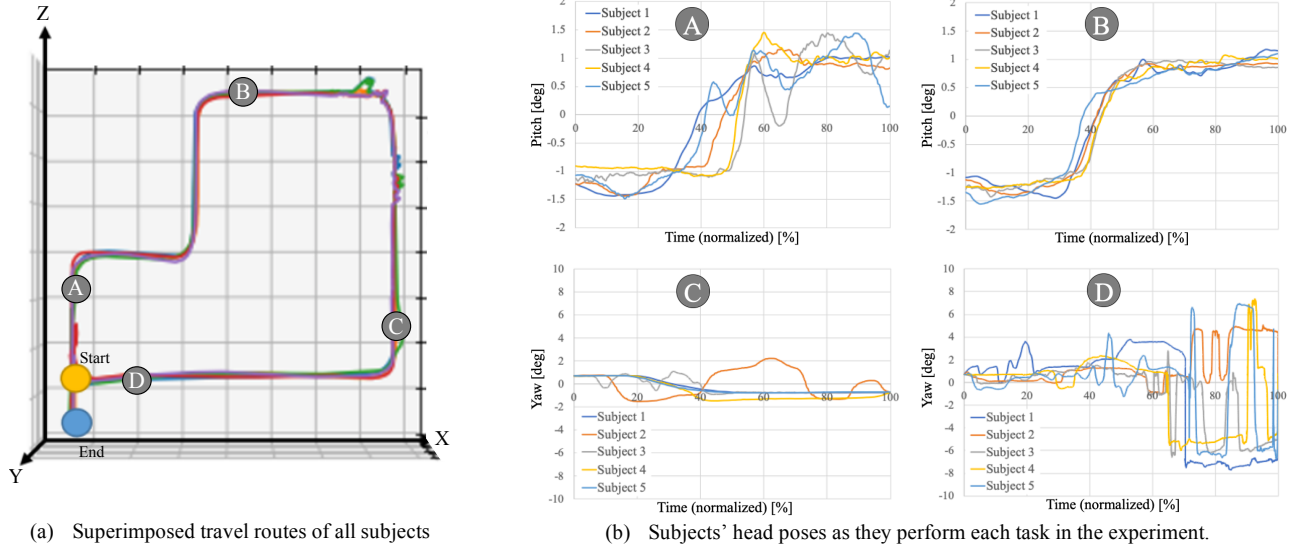 Z
B
A
C
Start
D
End
X
Y
(a) Superimposed travel routes of all subjects
2
1.5
1
0.5
0
-0.5
-1
-1.5
-2
Pitch [deg]
Subject 1
Subject 2
Subject 3
Subject 4
Subject 5
A
0 20 40 60 80 100
Time (normalized) [%]
2
1.5
1
0.5
0
-0.5
-1
-1.5
-2
Pitch [deg]
Subject 1
Subject 2
Subject 3
Subject 4
Subject 5
B
0 20 40 60 80 100
Time (normalized) [%]
10
8
6
4
2
0
-2
-4
-6
-8
-10
Yaw [deg]
C
0 20 40 60 80 100
Subject 1
Subject 2
Subject 3
Subject 4
Subject 5
Time (normalized) [%]
10
8
6
4
2
0
-2
-4
-6
-8
-10
Yaw [deg]
D
0 20 40 60 80 100
Subject 1
Subject 2
Subject 3
Subject 4
Subject 5
Time (normalized) [%]
(b) Subjects’ head poses as they perform each task in the experiment.